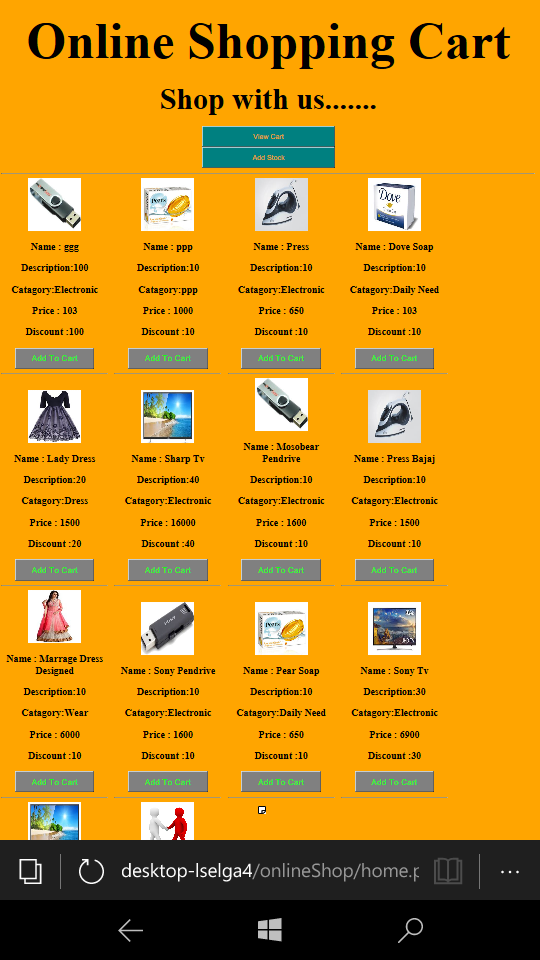 Online Shopping Cart
Shop with us.......
View Cart
Add Stock
Name : ggg
Description:100
Catagory:Electronic
Price : 103
Discount :100
Add To Cart
Pears
Name : ppp
Description:10
Catagory:ppp
Price : 1000
Discount :10
Add To Cart
Name : Press
Description:10
Catagory:Electronic
Price : 650
Discount :10
Add To Cart
Dove
Name : Dove Soap
Description:10
Catagory:Daily Need
Price : 103
Discount :10
Add To Cart
Name : Lady Dress
Description:20
Catagory:Dress
Price : 1500
Discount :20
Add To Cart
Name : Sharp Tv
Description:40
Catagory:Electronic
Price : 16000
Discount :40
Add To Cart
Name : Mosobear
Pendrive
Description:10
Catagory:Electronic
Price : 1600
Discount :10
Add To Cart
Name : Press Bajaj
Description:10
Catagory:Electronic
Price : 1500
Discount :10
Add To Cart
Name : Marrage Dress
Designed
Description:10
Catagory:Wear
Price : 6000
Discount :10
Add To Cart
Name : Sony Pendrive
Description:10
Catagory:Electronic
Price : 1600
Discount :10
Add To Cart
Pears
Name : Pear Soap
Description:10
Catagory:Daily Need
Price : 650
Discount :10
Add To Cart
Name : Sony Tv
Description:30
Catagory:Electronic
Price : 6900
Discount :30
Add To Cart
desktop-lselga4/onlineShop/home.p